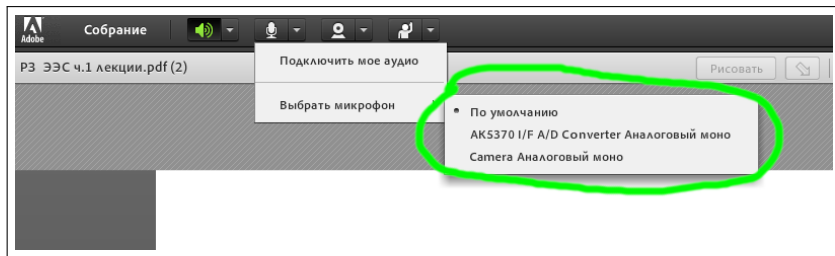 Adobe
Собрание
РЗ ЭЭС ч.1 лекции.pdf (2)
Подключить мое аудио
Рисовать
Выбрать микрофон
По умолчанию
AK5370 I/F A/D Converter Аналоговый моно
Camera Аналоговый моно